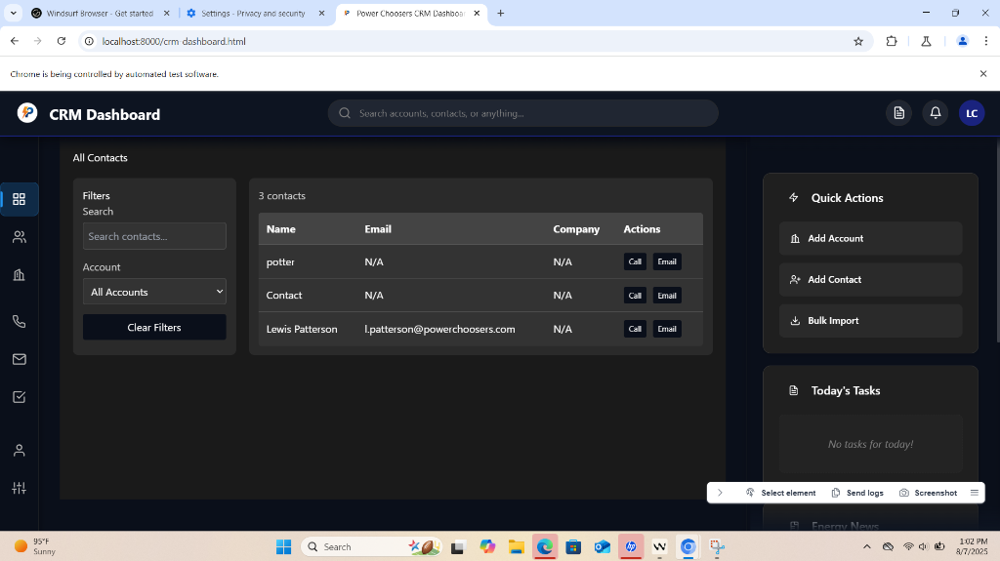 Windsurf Browser - Get started
Settings - Privacy and security
Power Choosers CRM Dashboa
localhost:8000/crm-dashboard.html
Chrome is being controlled by automated test software.
CRM Dashboard
Search accounts, contacts, or anything...
LC
All Contacts
Filters
Search
Search contacts...
Account
All Accounts
Clear Filters
3 contacts
Name Email Company Actions
potter N/A N/A Call Email
Contact N/A N/A Call Email
Lewis Patterson l.patterson@powerchoosers.com N/A Call Email
Quick Actions
Add Account
Add Contact
Bulk Import
Today's Tasks
No tasks for today!
Select element Send logs Screenshot
Energy News
95°F
Sunny
Search
1:02 PM
8/7/2025